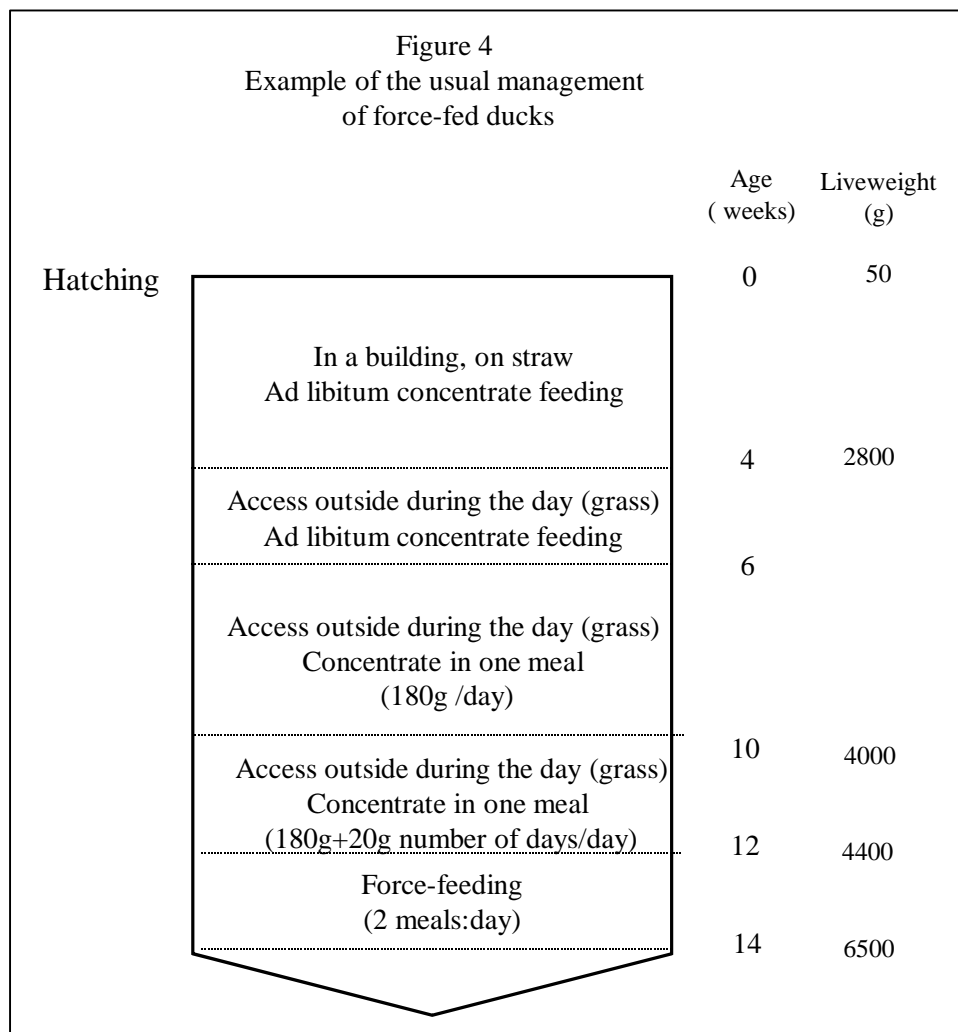 Figure 4
Example of the usual management
of force-fed ducks
Age
( weeks)
Liveweight
(g)
Hatching
0
50
In a building, on straw
Ad libitum concentrate feeding
4
2800
Access outside during the day (grass)
Ad libitum concentrate feeding
6
Access outside during the day (grass)
Concentrate in one meal
(180g /day)
10
4000
Access outside during the day (grass)
Concentrate in one meal
(180g+20g number of days/day)
12
4400
Force-feeding
(2 meals:day)
14
6500